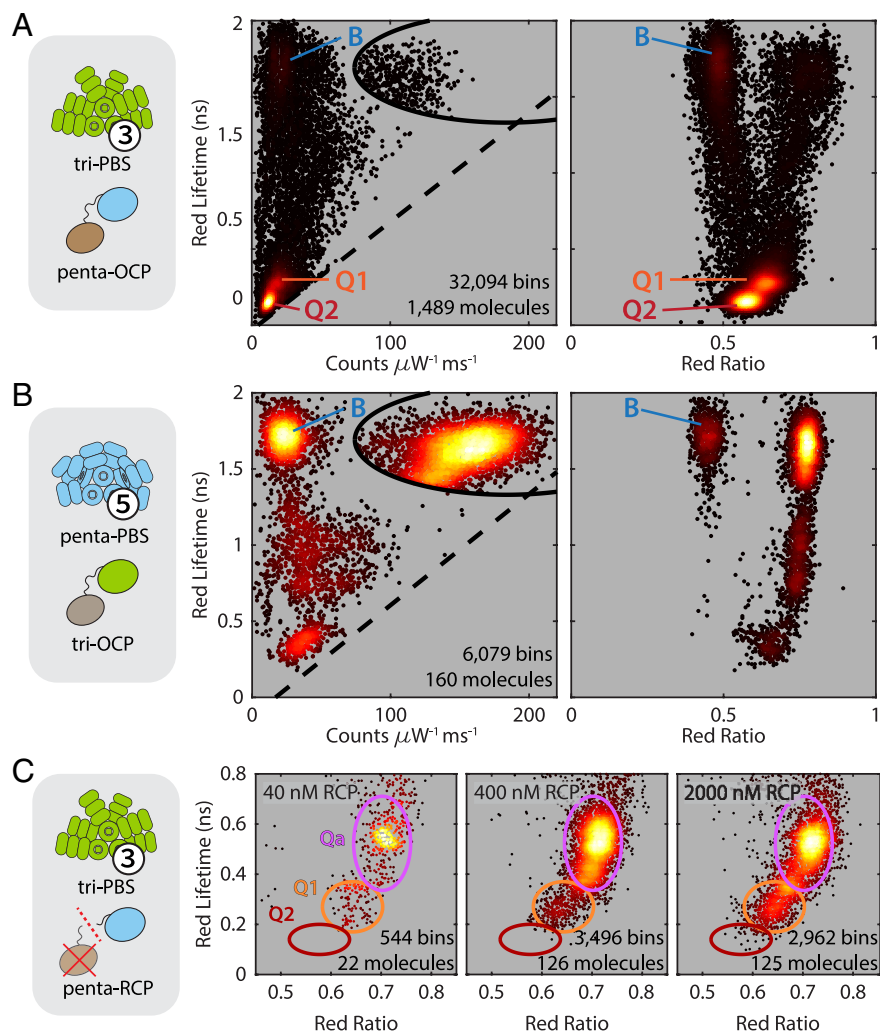 A
3
tri-PBS
penta-OCP
Red Lifetime (ns)
2
1.5
0.5
0
B
Q1
Q2
32,094 bins
1,489 molecules
0
100
200
Counts μW⁻¹ ms⁻¹
B
Q1
Q2
0
0.5
1
Red Ratio
B
5
penta-PBS
tri-OCP
Red Lifetime (ns)
2
1.5
1
0.5
0
B
6,079 bins
160 molecules
0
100
200
Counts μW⁻¹ ms⁻¹
B
0
0.5
1
Red Ratio
C
3
tri-PBS
penta-RCP
Red Lifetime (ns)
0.8
0.6
0.4
0.2
0
40 nM RCP
Qa
Q1
Q2
544 bins
22 molecules
0.5 0.6 0.7 0.8
Red Ratio
400 nM RCP
3,496 bins
126 molecules
0.5 0.6 0.7 0.8
Red Ratio
2000 nM RCP
2,962 bins
125 molecules
0.5 0.6 0.7 0.8
Red Ratio